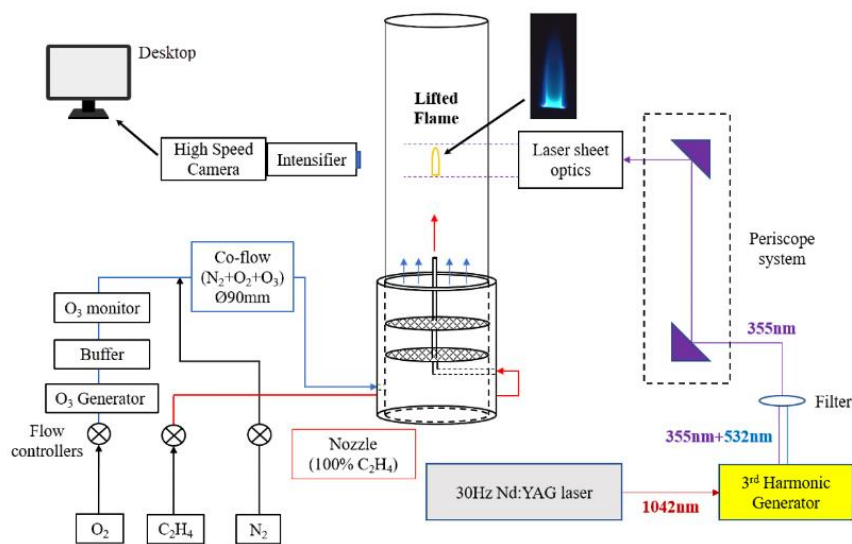 Desktop
High Speed
Camera
Intensifier
Lifted
Flame
Laser sheet
optics
Periscope
system
Co-flow
(N₂+O₂+O₃)
Ø90mm
O₃ monitor
Buffer
O₃ Generator
Flow
controllers
O₂
C₂H₄
N₂
Nozzle
(100% C₂H₄)
355nm
Filter
355nm+532nm
30Hz Nd:YAG laser
1042nm
3ʳᵈ Harmonic
Generator